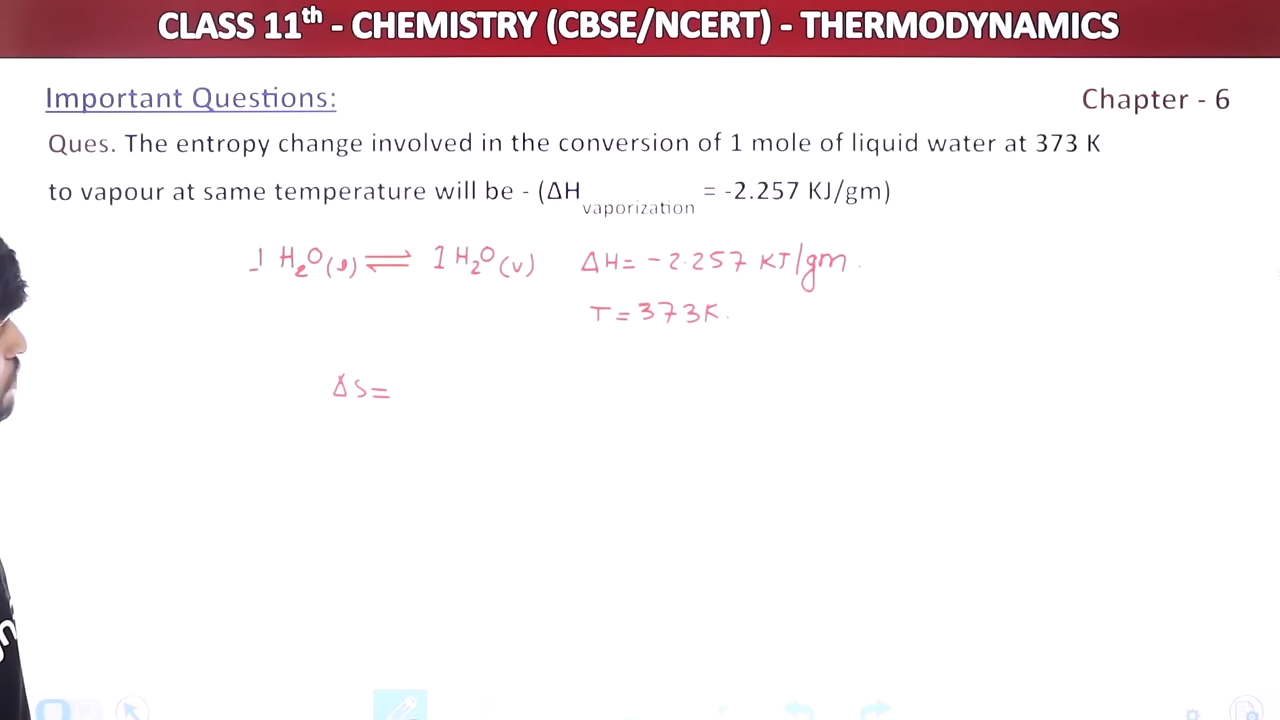 CLASS 11th - CHEMISTRY (CBSE/NCERT) - THERMODYNAMICS
Important Questions:
Chapter - 6
Ques. The entropy change involved in the conversion of 1 mole of liquid water at 373 K
to vapour at same temperature will be - (ΔH vaporization = -2.257 KJ/gm)
1 H2O(l) ⇌ 1 H2O(v) ΔH = -2.257 KJ/gm.
T = 373K.
ΔS =